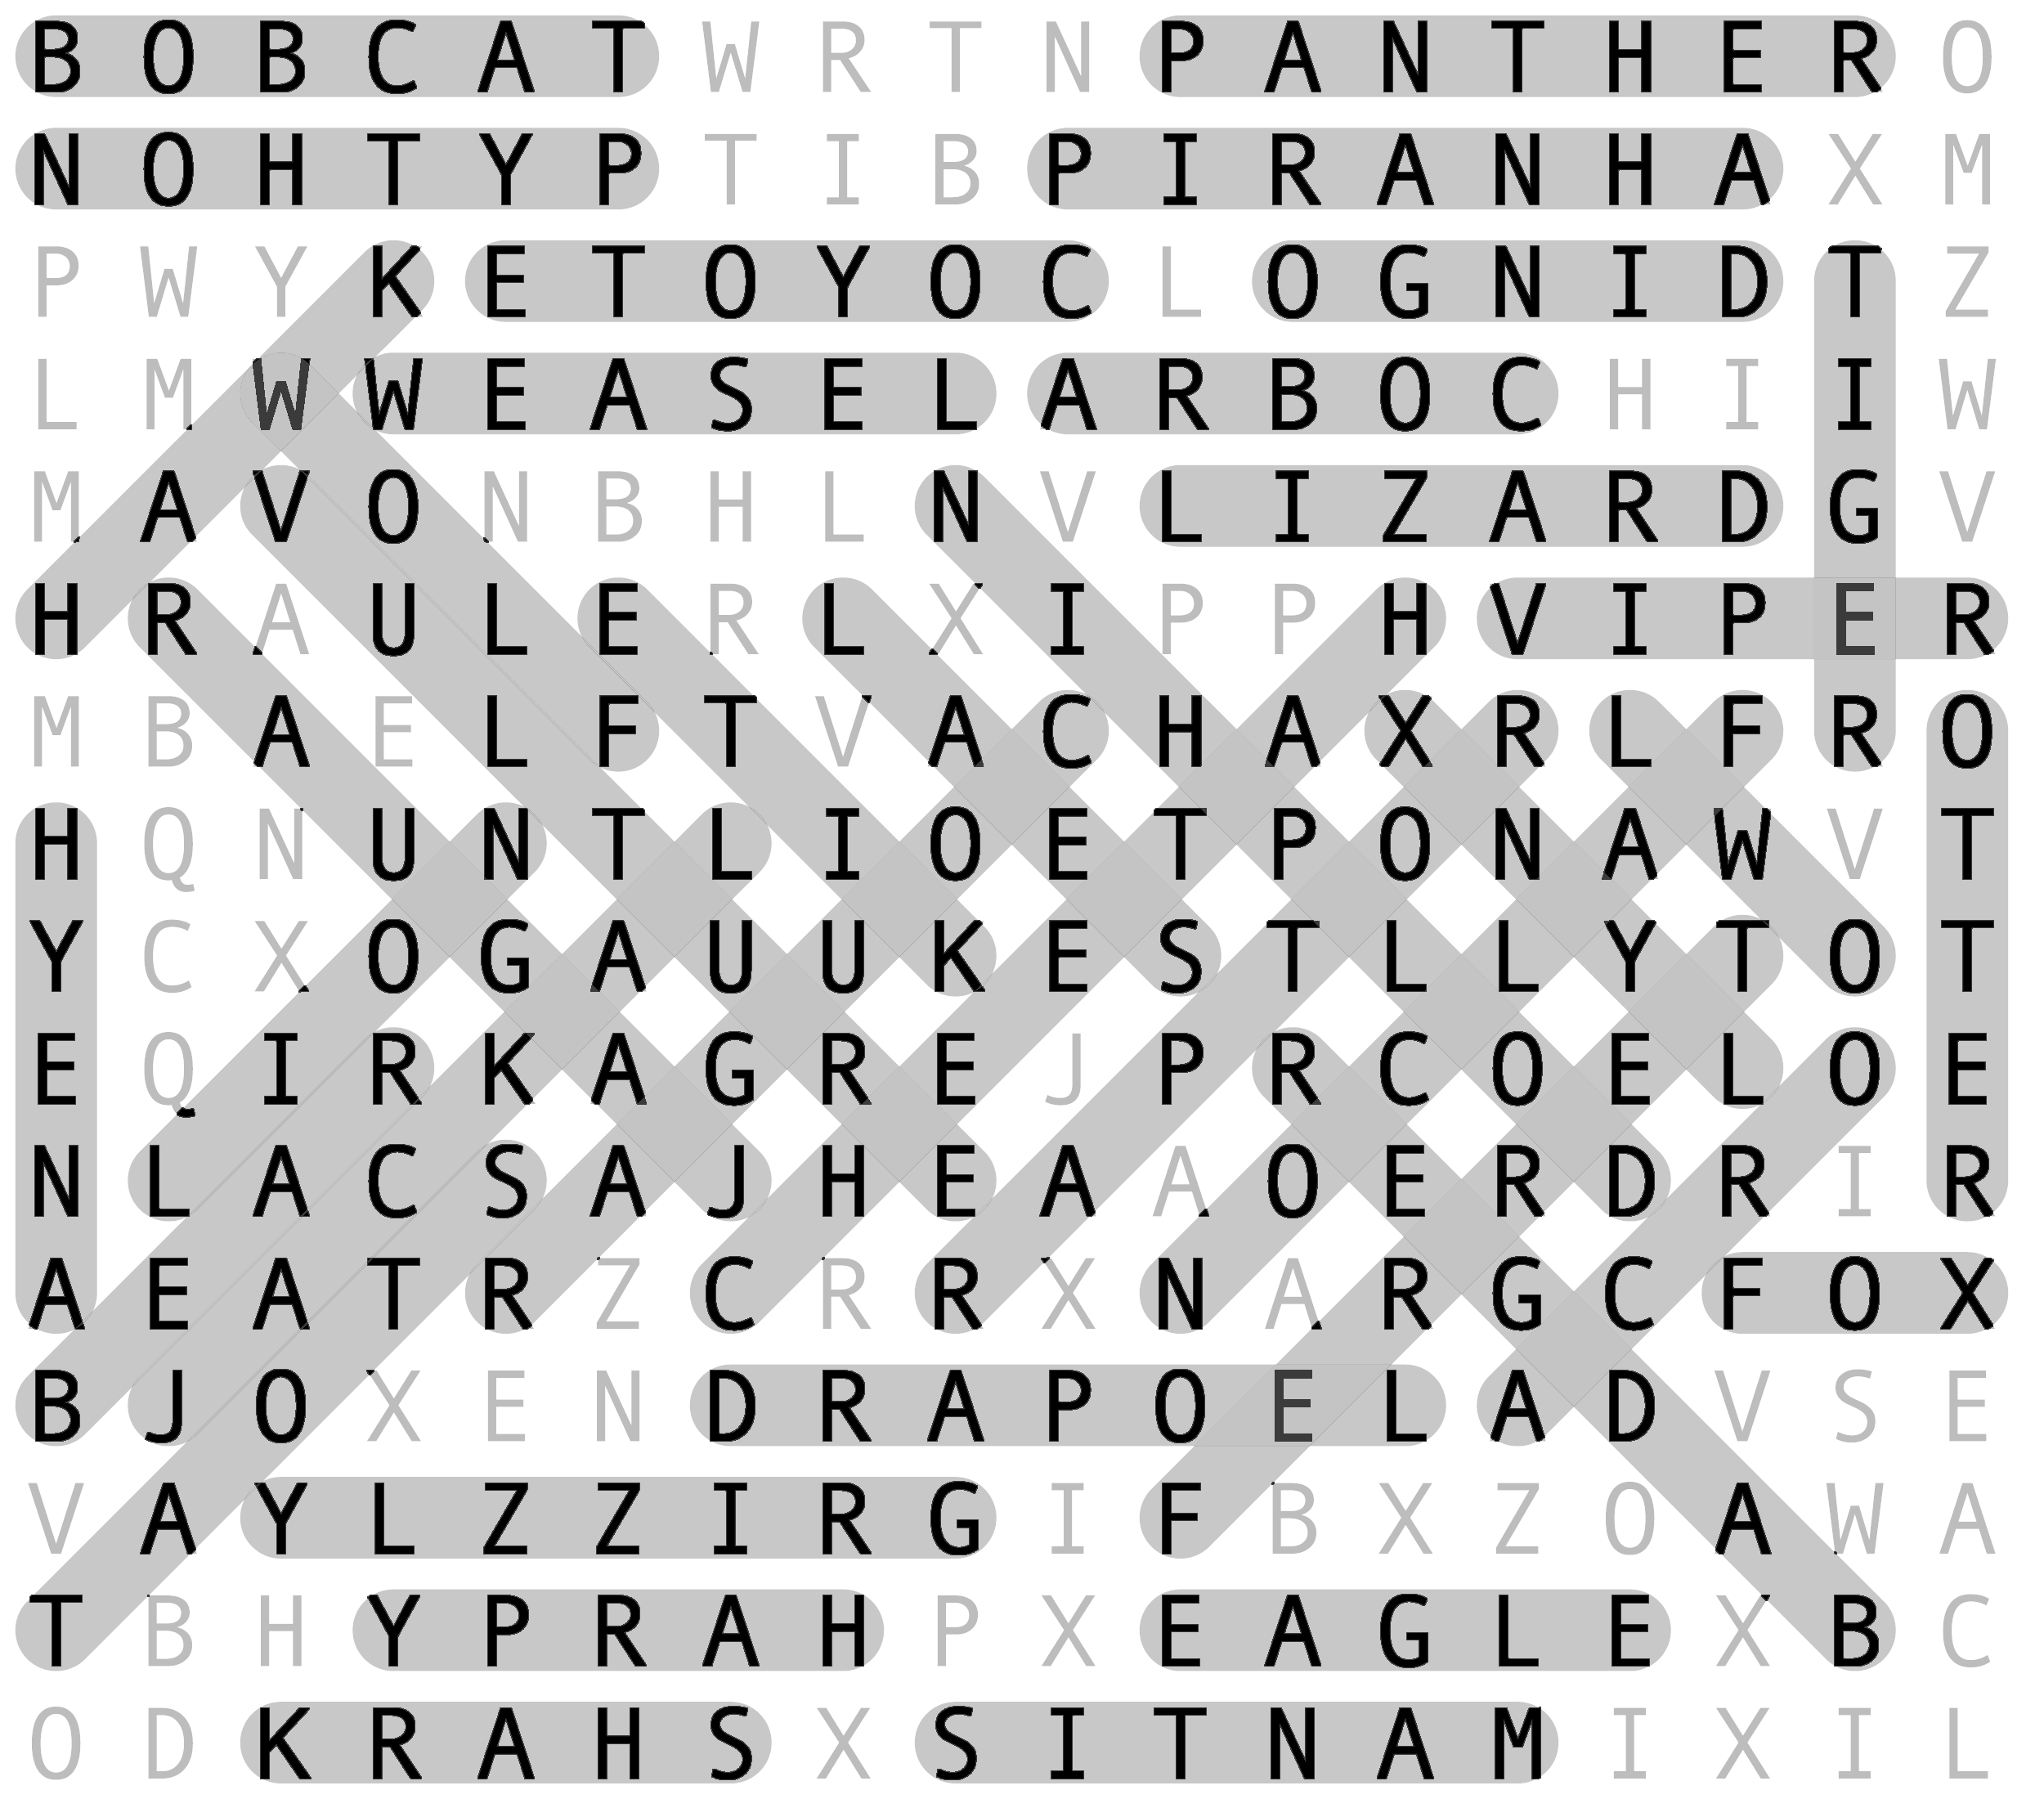 B O B C A T W R T N P A N T H E R O
N O H T Y P T I B P I R A N H A X M
P W Y K E T O Y O C L O G N I D T Z
L M W W E A S E L A R B O C H I I W
M A V O N B H L N V L I Z A R D G V
H R A U L E R L X I P P H V I P E R
M B A E L F T V A C H A X R L F R O
H Q N U N T L I O E T P O N A W V T
Y C X O G A U U K E S T L L Y T O T
E Q I R K A G R E J P R C O E L O E
N L A C S A J H E A A O E R D R I R
A E A T R Z C R R X N A R G C F O X
B J O X E N D R A P O E L A D V S E
V A Y L Z Z I R G I F B X Z O A W A
T B H Y P R A H P X E A G L E X B C
O D K R A H S X S I T N A M I X I L